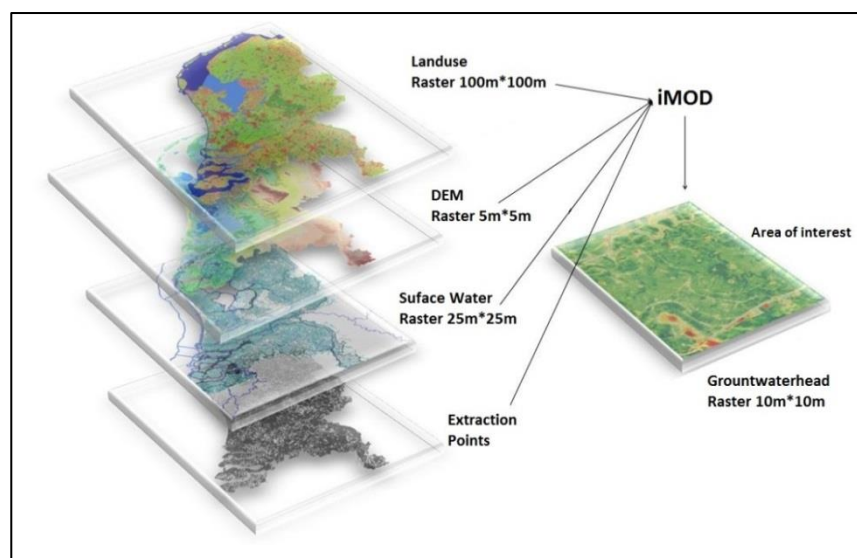 Landuse
Raster 100m*100m
iMOD
DEM
Raster 5m*5m
Area of interest
Suface Water
Raster 25m*25m
Grountwaterhead
Raster 10m*10m
Extraction
Points